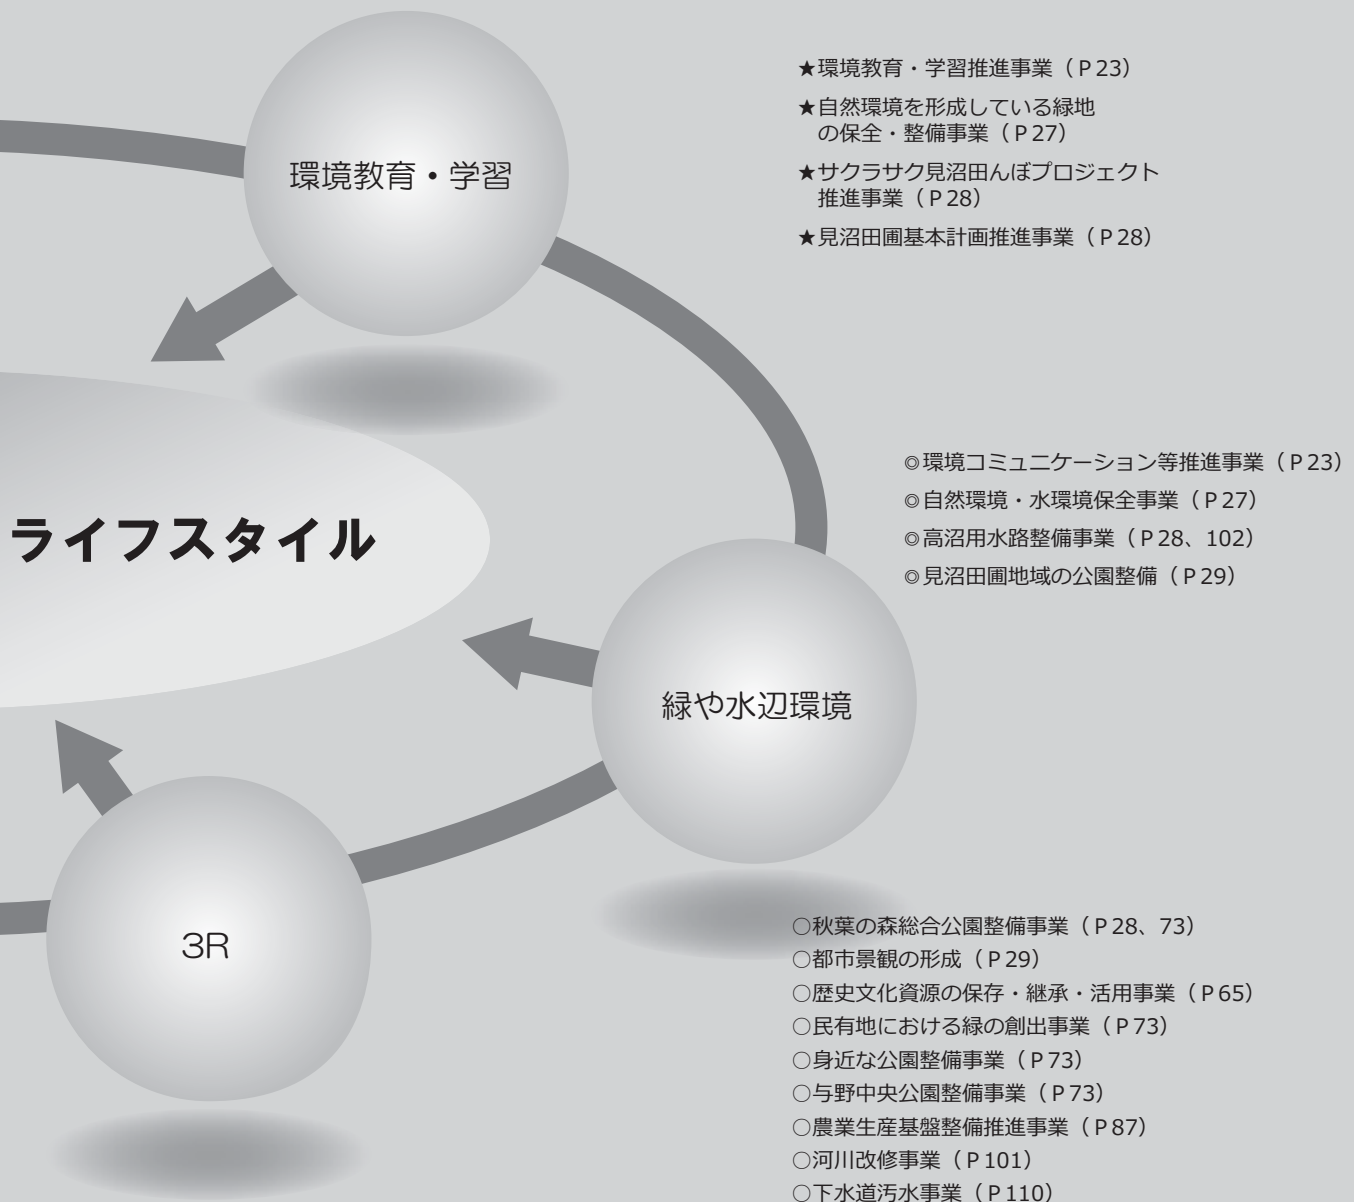 環境教育・学習
★環境教育・学習推進事業（P23）
★自然環境を形成している緑地
の保全・整備事業（P27）
★サクラサク見沼田んぼプロジェクト
推進事業（P28）
★見沼田圃基本計画推進事業（P28）
ライフスタイル
◎環境コミュニケーション等推進事業（P23）
◎自然環境・水環境保全事業（P27）
◎高沼用水路整備事業（P28、102）
◎見沼田圃地域の公園整備（P29）
緑や水辺環境
3R
○秋葉の森総合公園整備事業（P28、73）
○都市景観の形成（P29）
○歴史文化資源の保存・継承・活用事業（P65）
○民有地における緑の創出事業（P73）
○身近な公園整備事業（P73）
○与野中央公園整備事業（P73）
○農業生産基盤整備推進事業（P87）
○河川改修事業（P101）
○下水道汚水事業（P110）